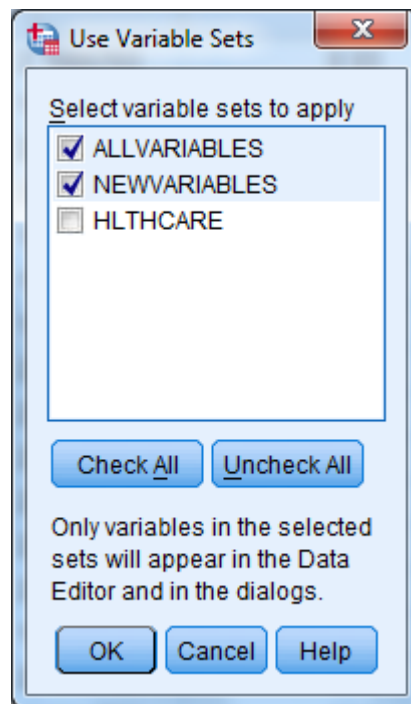 Use Variable Sets
Select variable sets to apply
ALLVARIABLES
NEWVARIABLES
HLTHCARE
Check All Uncheck All
Only variables in the selected
sets will appear in the Data
Editor and in the dialogs.
OK Cancel Help